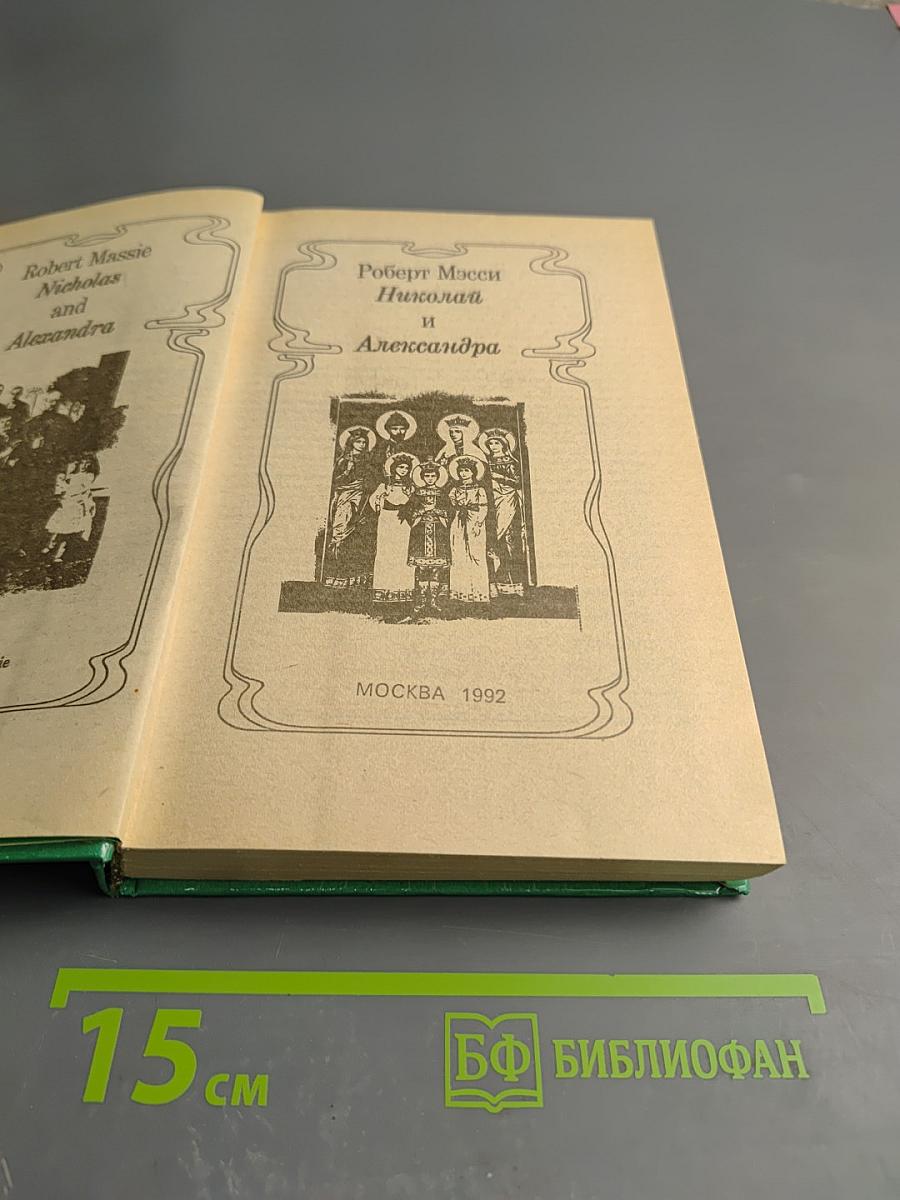 Robert Massie
Nicholas
and
Alexandra
Роберт Мэсси
Николай
и
Александра
МОСКВА 1992
15 см
БФ БИБЛИОФАН